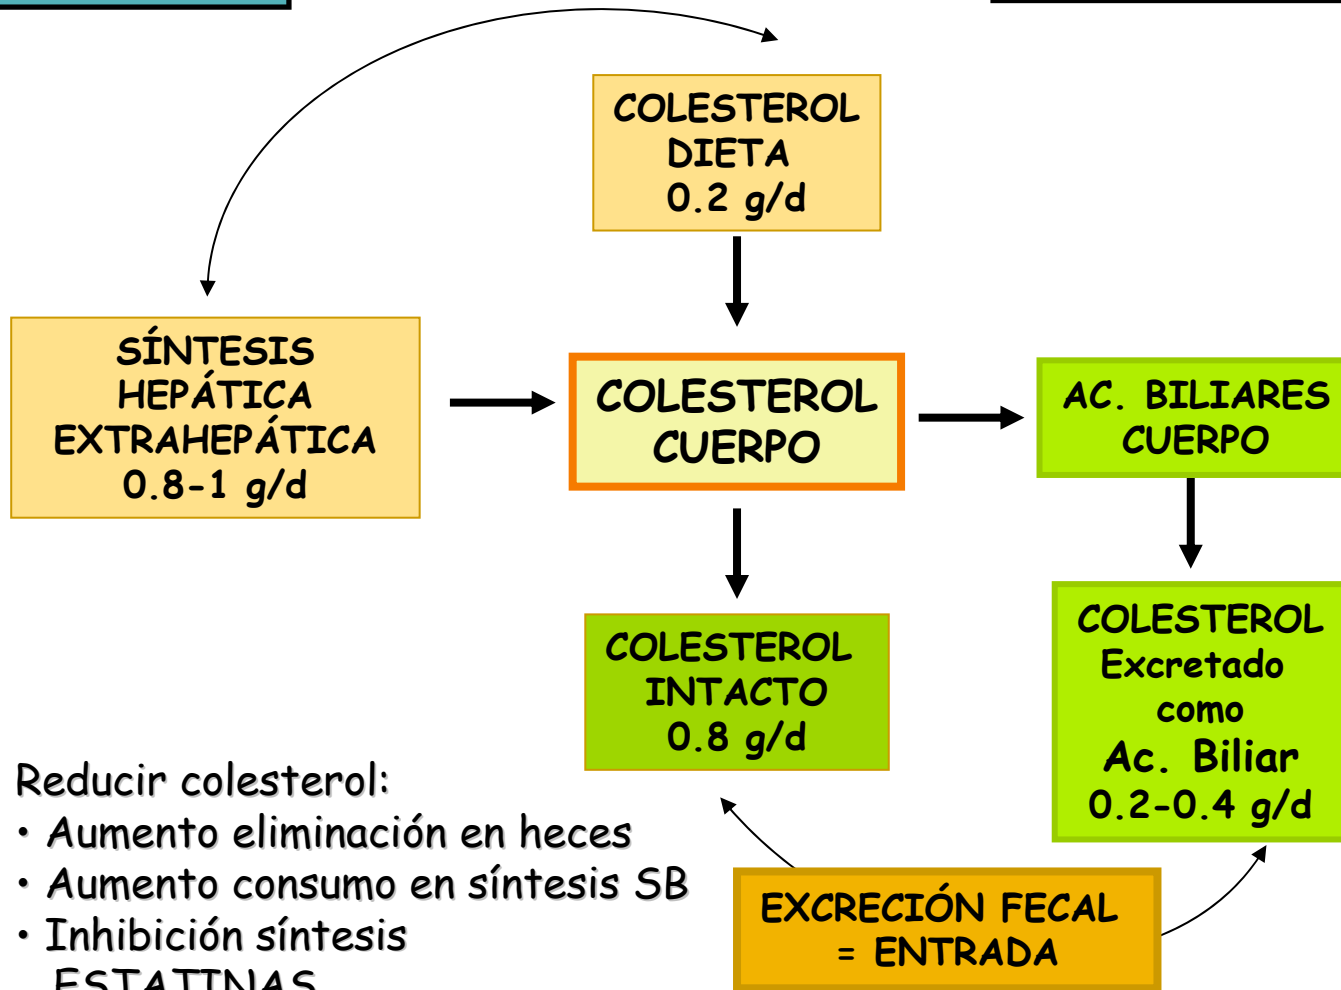 COLESTEROL
DIETA
0.2 g/d
SÍNTESIS
HEPÁTICA
EXTRAHEPÁTICA
0.8-1 g/d
COLESTEROL
CUERPO
AC. BILIARES
CUERPO
COLESTEROL
INTACTO
0.8 g/d
COLESTEROL
Excretado
como
Ac. Biliar
0.2-0.4 g/d
Reducir colesterol:
• Aumento eliminación en heces
• Aumento consumo en síntesis SB
• Inhibición síntesis
ESTATINAS
EXCRECIÓN FECAL
= ENTRADA